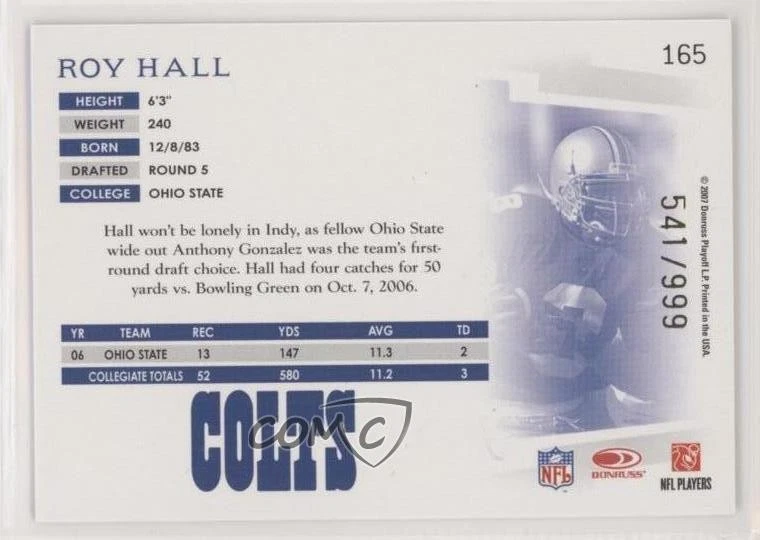 ROY HALL
165
HEIGHT 6'3"
WEIGHT 240
BORN 12/8/83
DRAFTED ROUND 5
COLLEGE OHIO STATE
Hall won't be lonely in Indy, as fellow Ohio State
wide out Anthony Gonzalez was the team's first-
round draft choice. Hall had four catches for 50
yards vs. Bowling Green on Oct. 7, 2006.
YR TEAM REC YDS AVG TD
06 OHIO STATE 13 147 11.3 2
COLLEGIATE TOTALS 52 580 11.2 3
COLTS
COMC
541/999
© 2007 Donruss Playoff L.P. Printed in the USA.
NFL
DONRUSS
NFL PLAYERS